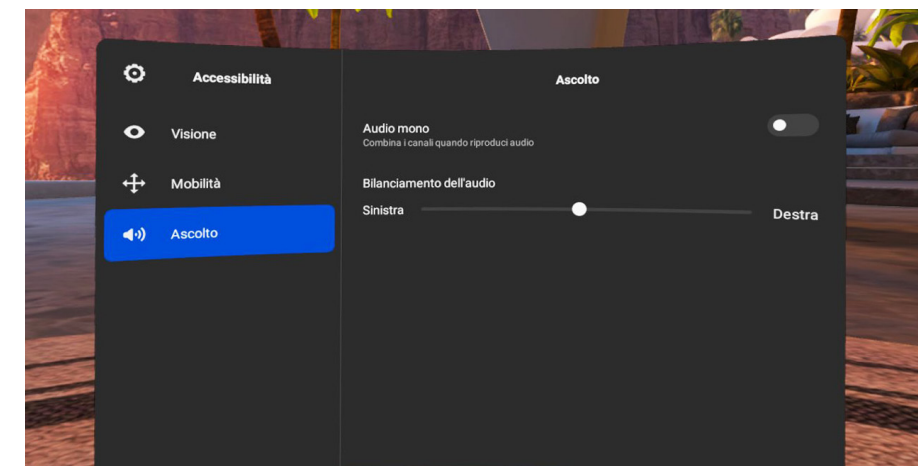 Accessibilità
Visione
Mobilità
Ascolto
Ascolto
Audio mono
Combina i canali quando riproduci audio
Bilanciamento dell'audio
Sinistra
Destra